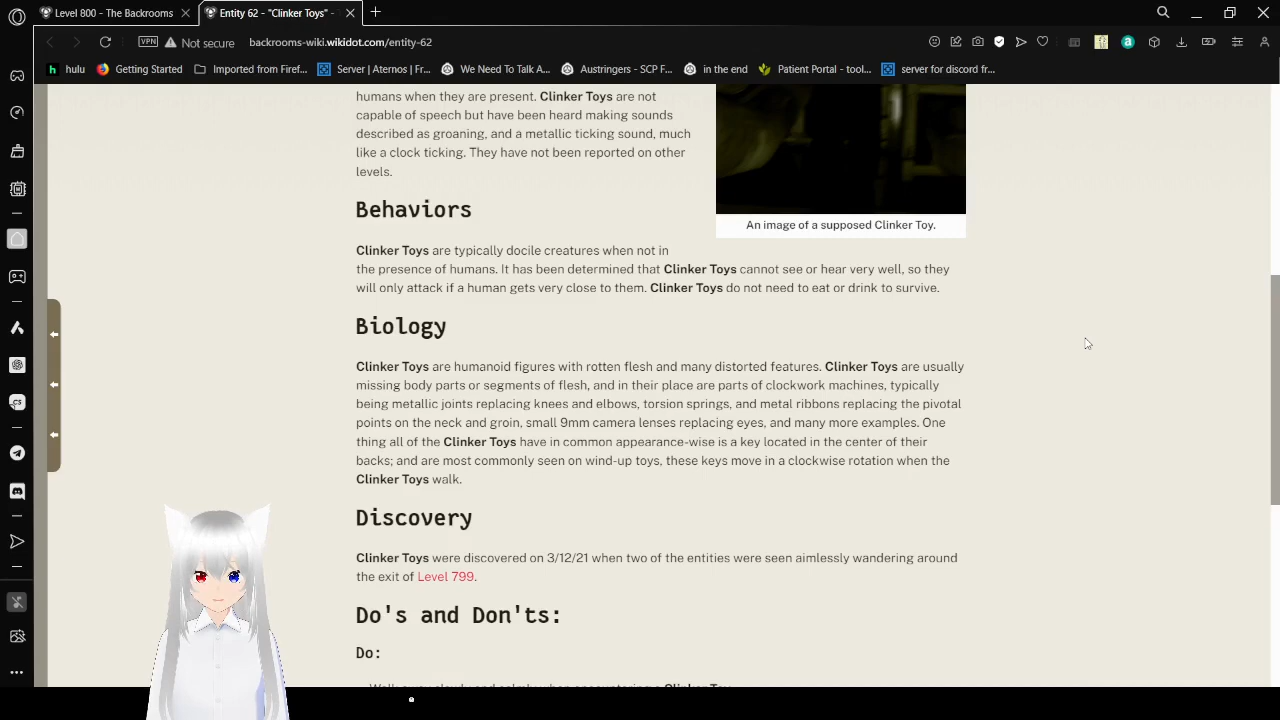 Level 800 - The Backrooms
Entity 62 - "Clinker Toys" -
VPN
Not secure
backrooms-wiki.wikidot.com/entity-62
hulu
Getting Started
Imported from Firef...
Server | Aternos | Fr...
We Need To Talk A...
Austringers - SCP F...
in the end
Patient Portal - tool...
server for discord fr...
humans when they are present. Clinker Toys are not
capable of speech but have been heard making sounds
described as groaning, and a metallic ticking sound, much
like a clock ticking. They have not been reported on other
levels.
An image of a supposed Clinker Toy.
Behaviors
Clinker Toys are typically docile creatures when not in
the presence of humans. It has been determined that Clinker Toys cannot see or hear very well, so they
will only attack if a human gets very close to them. Clinker Toys do not need to eat or drink to survive.
Biology
Clinker Toys are humanoid figures with rotten flesh and many distorted features. Clinker Toys are usually
missing body parts or segments of flesh, and in their place are parts of clockwork machines, typically
being metallic joints replacing knees and elbows, torsion springs, and metal ribbons replacing the pivotal
points on the neck and groin, small 9mm camera lenses replacing eyes, and many more examples. One
thing all of the Clinker Toys have in common appearance-wise is a key located in the center of their
backs; and are most commonly seen on wind-up toys, these keys move in a clockwise rotation when the
Clinker Toys walk.
Discovery
Clinker Toys were discovered on 3/12/21 when two of the entities were seen aimlessly wandering around
the exit of Level 799.
Do's and Don'ts:
Do: